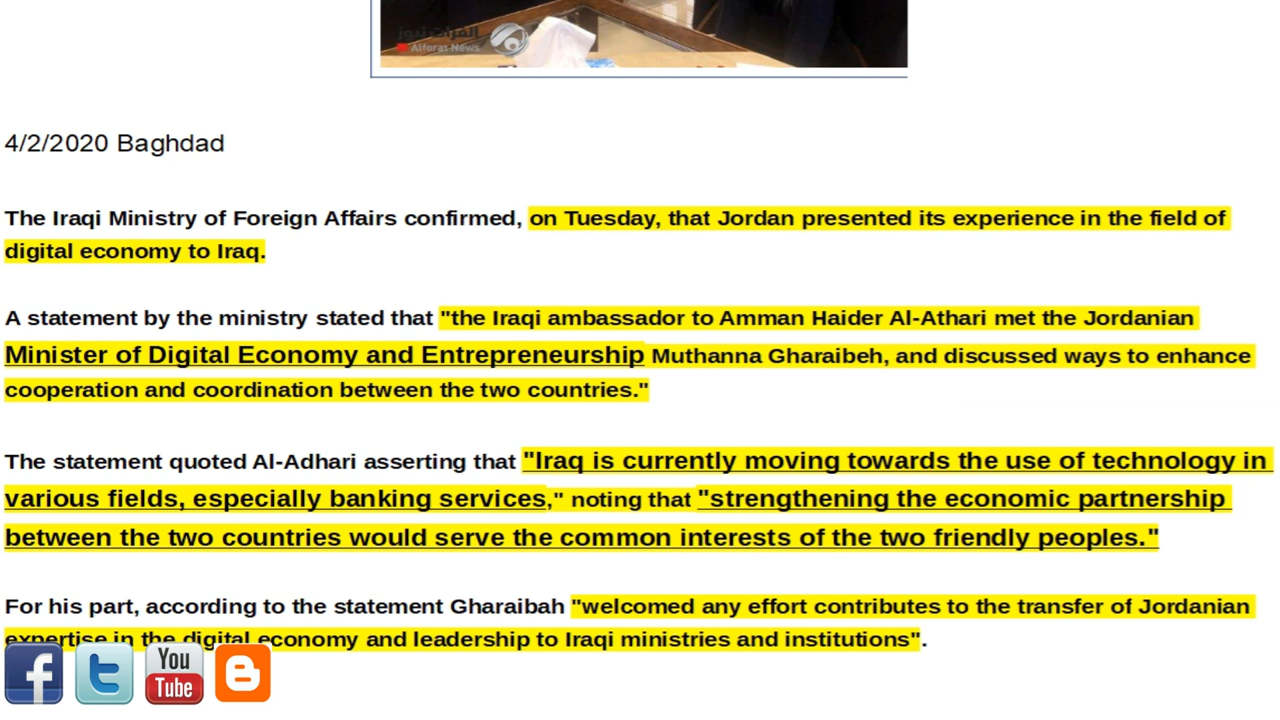 الفرات نيوز
Alforat News
4/2/2020 Baghdad
The Iraqi Ministry of Foreign Affairs confirmed, on Tuesday, that Jordan presented its experience in the field of
digital economy to Iraq.
A statement by the ministry stated that "the Iraqi ambassador to Amman Haider Al-Athari met the Jordanian
Minister of Digital Economy and Entrepreneurship Muthanna Gharaibeh, and discussed ways to enhance
cooperation and coordination between the two countries."
The statement quoted Al-Adhari asserting that "Iraq is currently moving towards the use of technology in
various fields, especially banking services," noting that "strengthening the economic partnership
between the two countries would serve the common interests of the two friendly peoples."
For his part, according to the statement Gharaibah "welcomed any effort contributes to the transfer of Jordanian
expertise in the digital economy and leadership to Iraqi ministries and institutions".
You
Tube